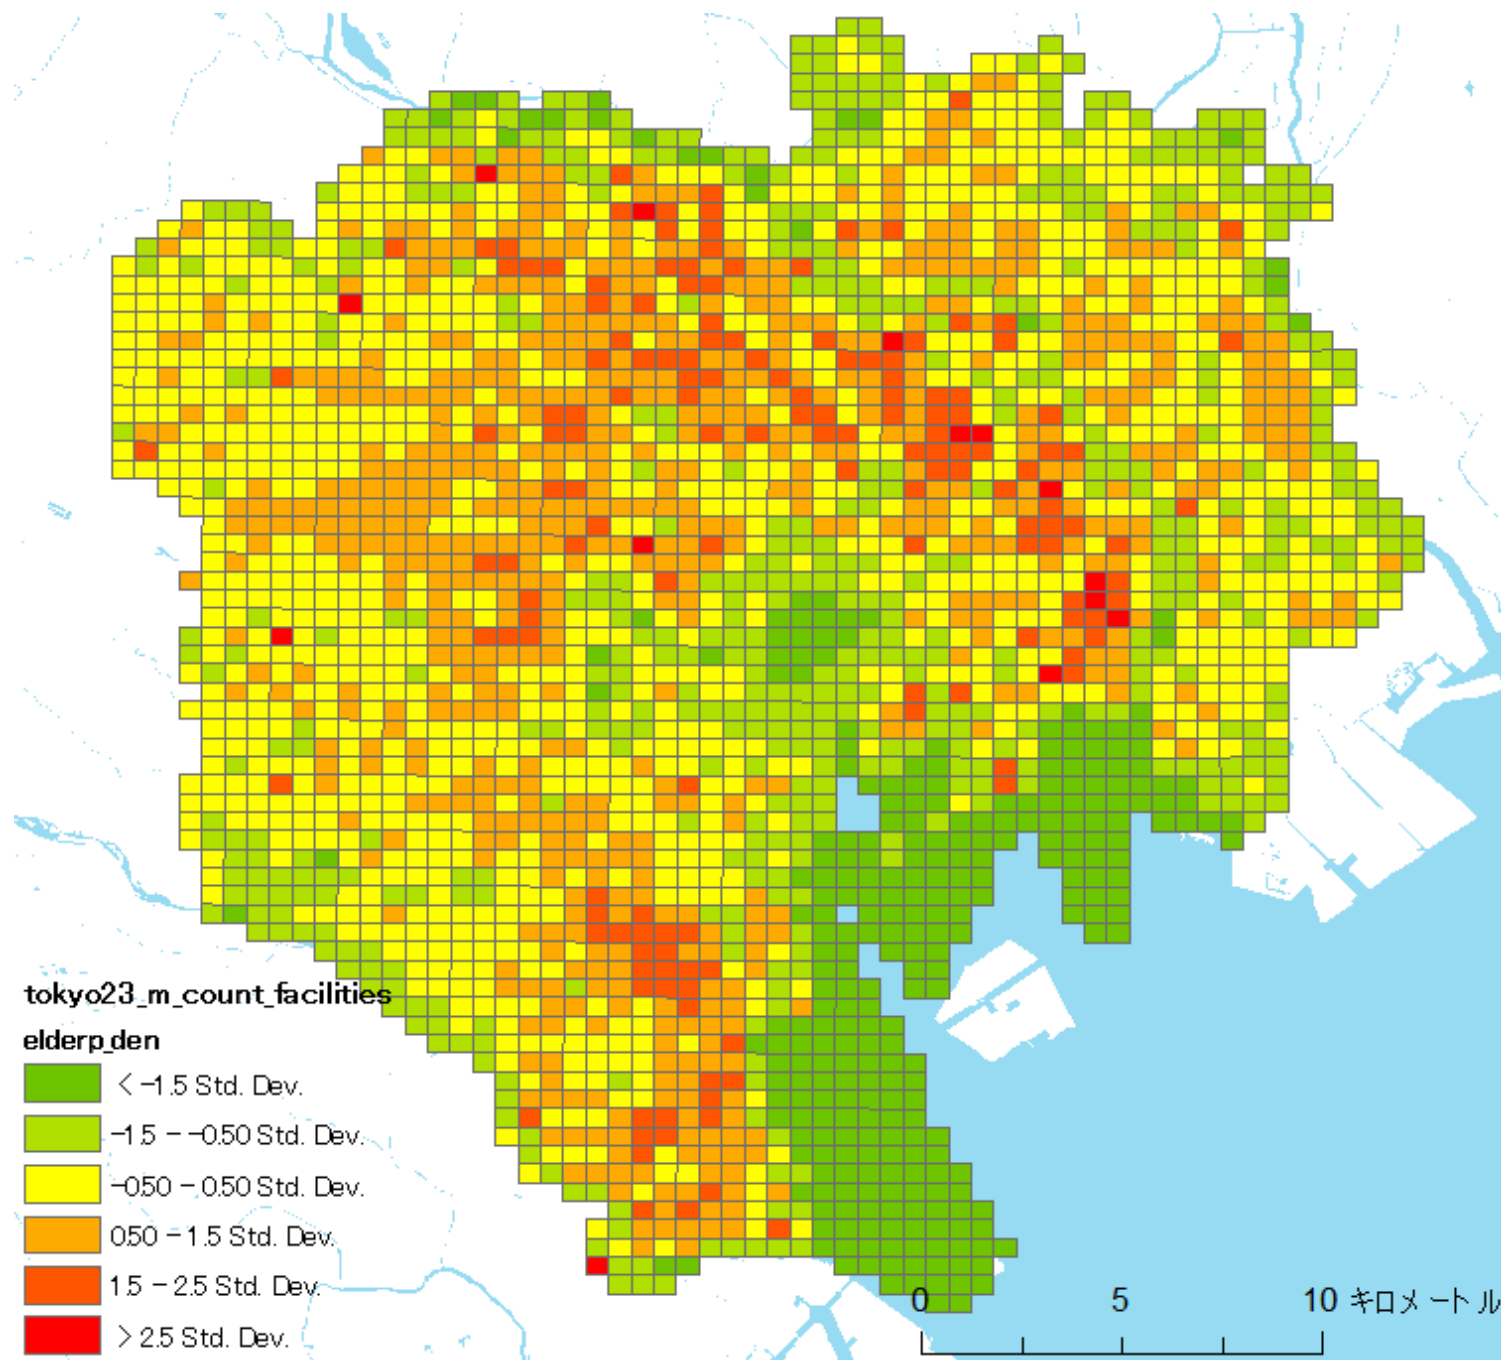 tokyo23_m_count_facilities
elderp_den
< -1.5 Std. Dev.
-1.5 - -0.50 Std. Dev.
-0.50 - 0.50 Std. Dev.
0.50 - 1.5 Std. Dev.
1.5 - 2.5 Std. Dev.
> 2.5 Std. Dev.
0 5 10 キロメートル